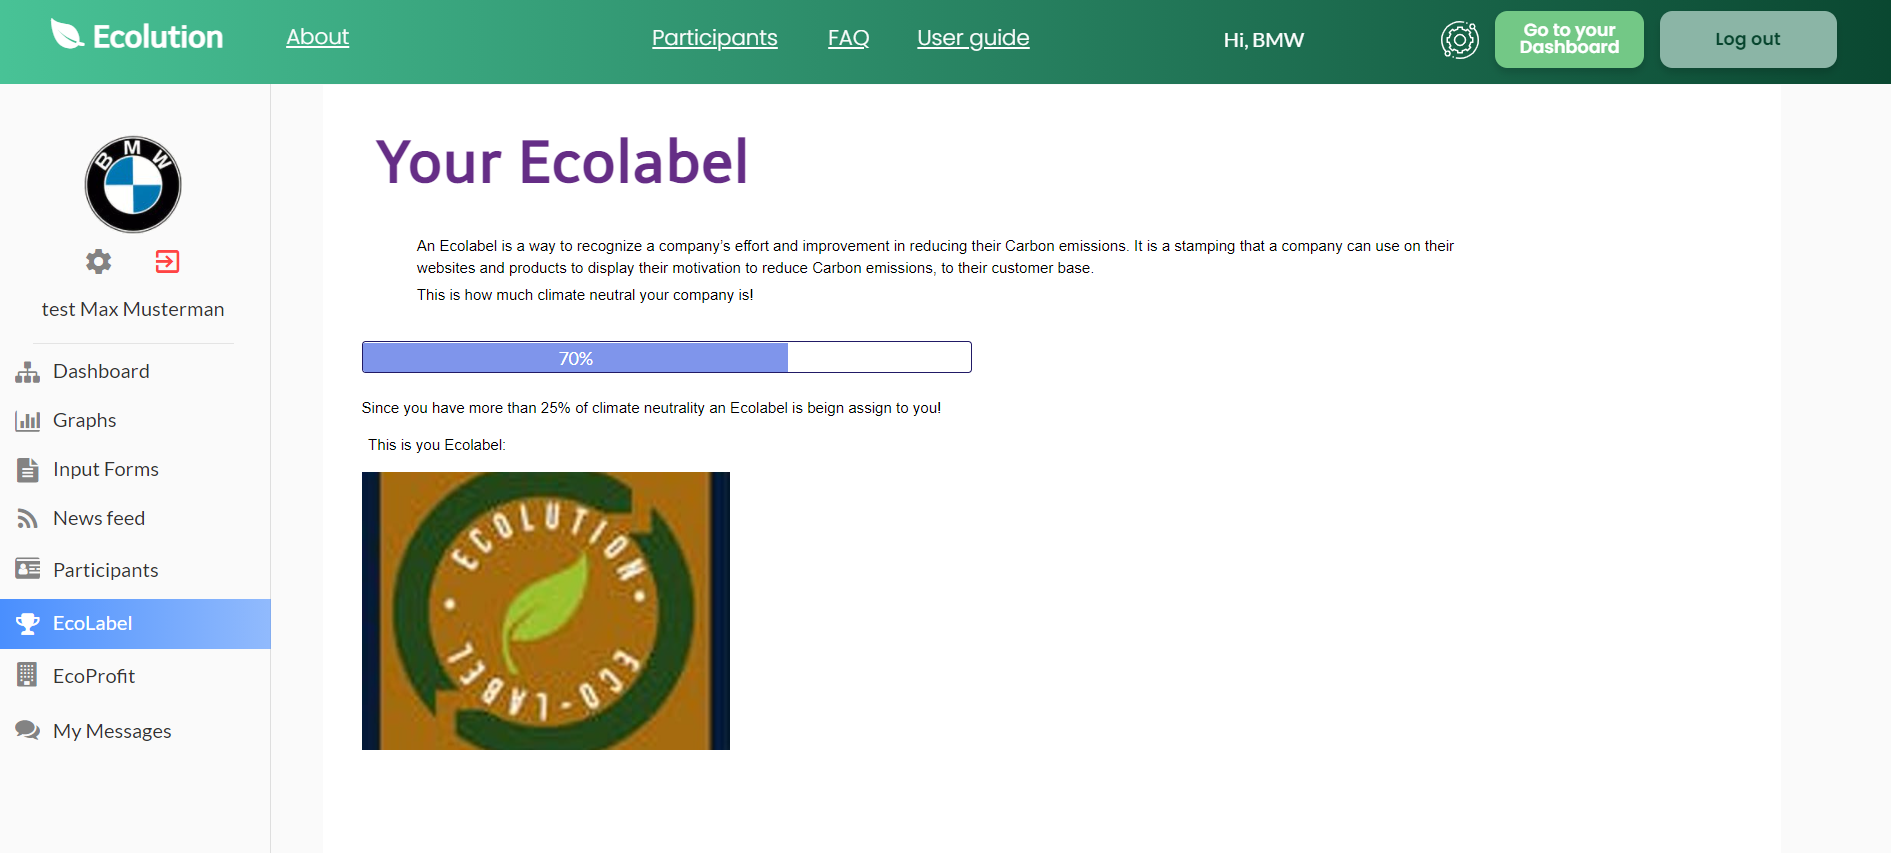 Ecolution
About
Participants
FAQ
User guide
Hi, BMW
Go to your
Dashboard
Log out
BMW
test Max Musterman
Dashboard
Graphs
Input Forms
News feed
Participants
EcoLabel
EcoProfit
My Messages
Your Ecolabel
An Ecolabel is a way to recognize a company’s effort and improvement in reducing their Carbon emissions. It is a stamping that a company can use on their
websites and products to display their motivation to reduce Carbon emissions, to their customer base.
This is how much climate neutral your company is!
70%
Since you have more than 25% of climate neutrality an Ecolabel is beign assign to you!
This is you Ecolabel:
ECOLUTION
ECO-LABEL